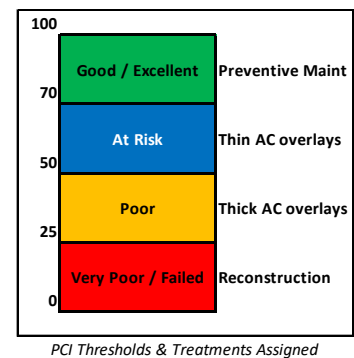 100
Good / Excellent Preventive Maint
70
At Risk Thin AC overlays
50
Poor Thick AC overlays
25
Very Poor / Failed Reconstruction
0
PCI Thresholds & Treatments Assigned